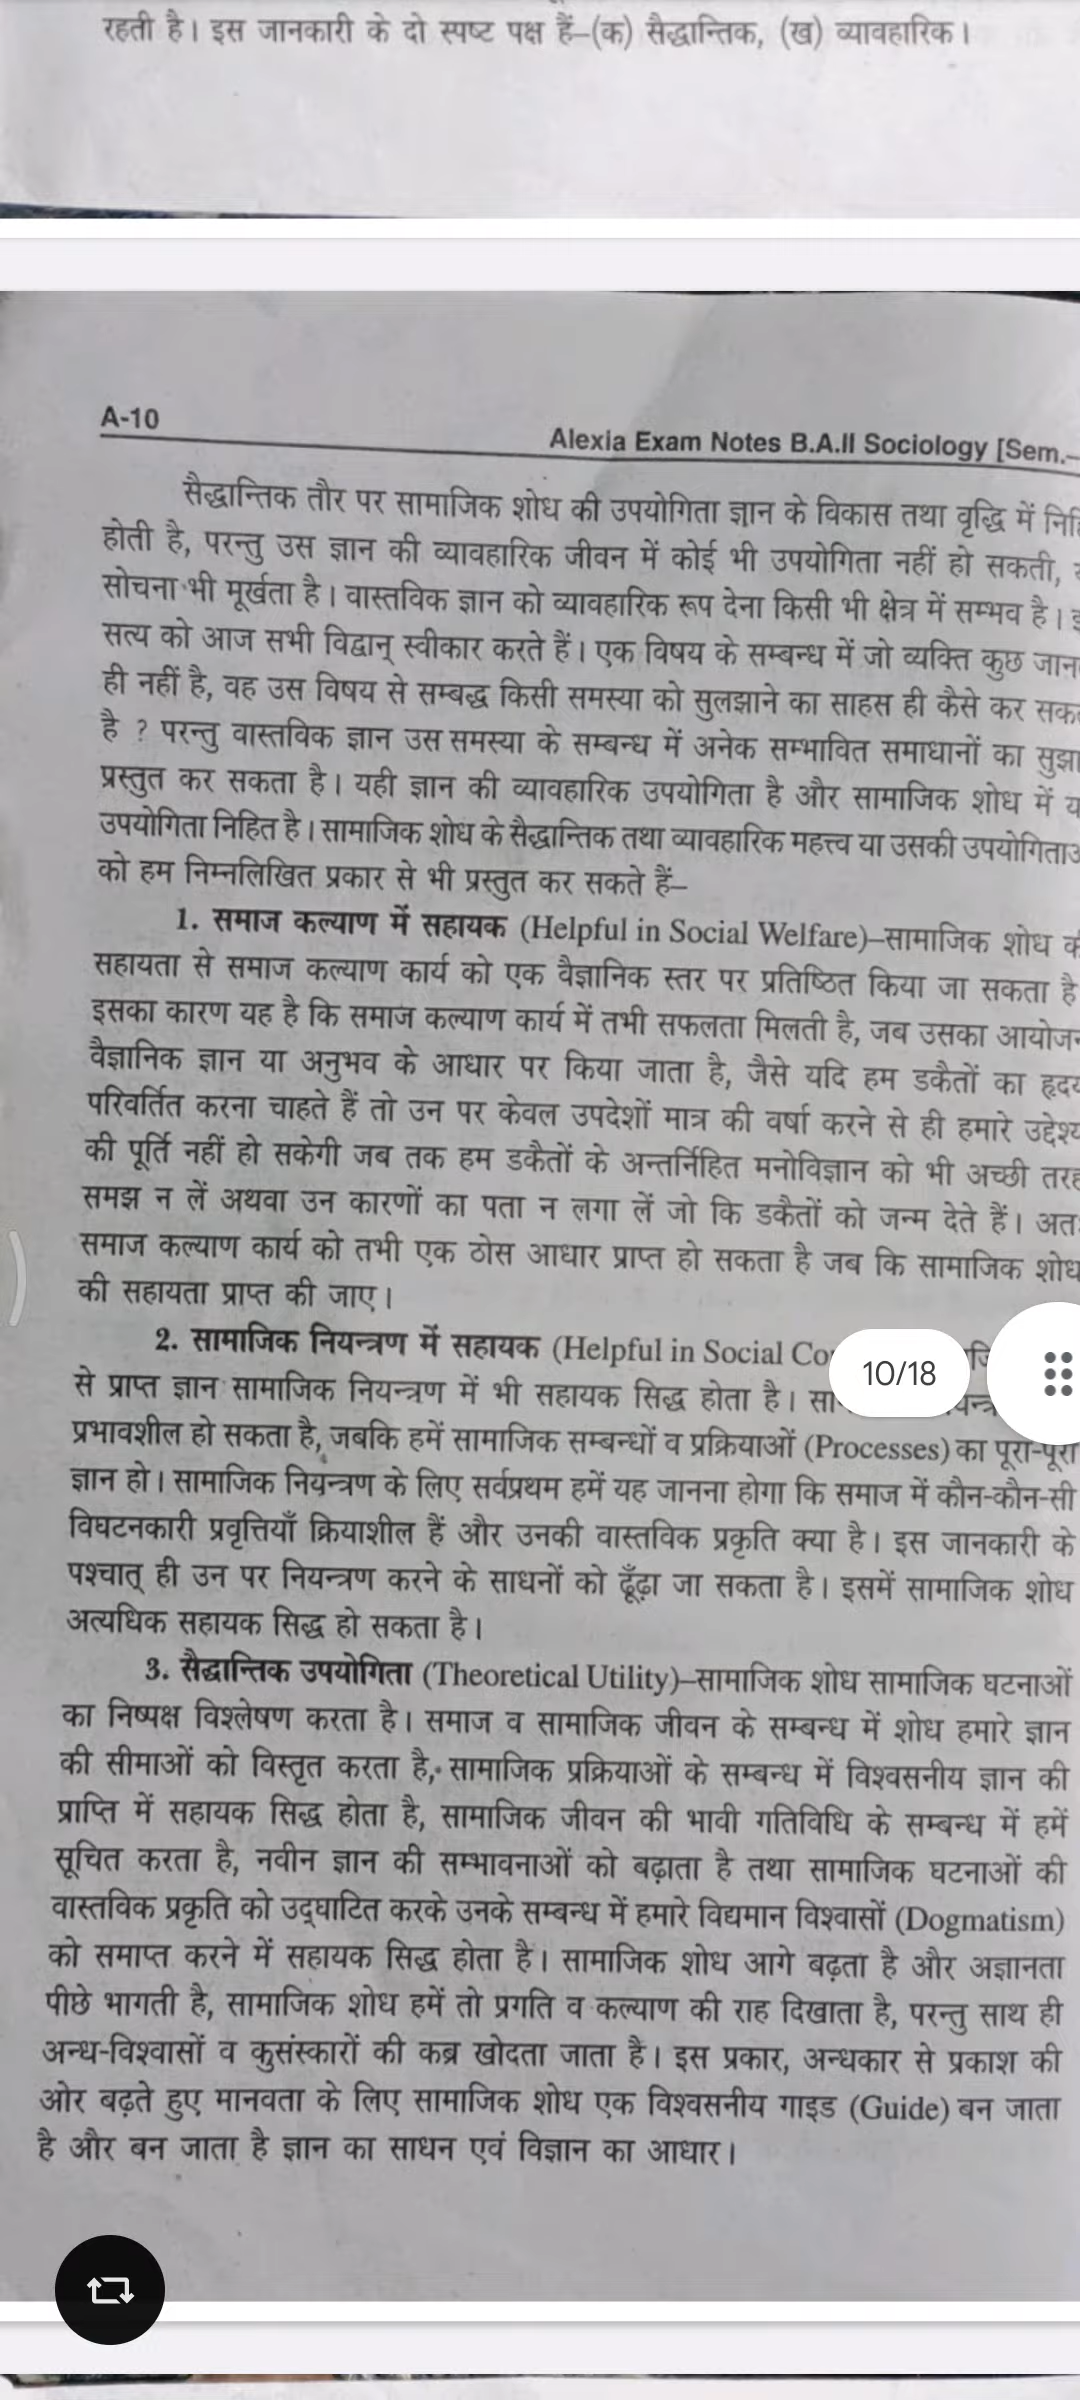 रहती है। इस जानकारी के दो स्पष्ट पक्ष हैं–(क) सैद्धान्तिक, (ख) व्यावहारिक।
A-10
Alexia Exam Notes B.A.II Sociology [Sem.–
सैद्धान्तिक तौर पर सामाजिक शोध की उपयोगिता ज्ञान के विकास तथा वृद्धि में
होती है, परन्तु उस ज्ञान की व्यावहारिक जीवन में कोई भी उपयोगिता नहीं हो सकती,
सोचना भी मूर्खता है। वास्तविक ज्ञान को व्यावहारिक रूप देना किसी भी क्षेत्र में सम्भव है।
सत्य को आज सभी विद्वान् स्वीकार करते हैं। एक विषय के सम्बन्ध में जो व्यक्ति कुछ
ही नहीं है, वह उस विषय से सम्बद्ध किसी समस्या को सुलझाने का साहस ही कैसे कर
है ? परन्तु वास्तविक ज्ञान उस समस्या के सम्बन्ध में अनेक सम्भावित समाधानों का
प्रस्तुत कर सकता है। यही ज्ञान की व्यावहारिक उपयोगिता है और सामाजिक शोध में
उपयोगिता निहित है। सामाजिक शोध के सैद्धान्तिक तथा व्यावहारिक महत्त्व या उसकी
को हम निम्नलिखित प्रकार से भी प्रस्तुत कर सकते हैं–
1. समाज कल्याण में सहायक (Helpful in Social Welfare)–सामाजिक शोध
सहायता से समाज कल्याण कार्य को एक वैज्ञानिक स्तर पर प्रतिष्ठित किया जा सकता है
इसका कारण यह है कि समाज कल्याण कार्य में तभी सफलता मिलती है, जब उसका
वैज्ञानिक ज्ञान या अनुभव के आधार पर किया जाता है, जैसे यदि हम डकैतों का हृदय
परिवर्तित करना चाहते हैं तो उन पर केवल उपदेशों मात्र की वर्षा करने से ही हमारे उद्देश्य
की पूर्ति नहीं हो सकेगी जब तक हम डकैतों के अन्तर्निहित मनोविज्ञान को भी अच्छी तरह
समझ न लें अथवा उन कारणों का पता न लगा लें जो कि डकैतों को जन्म देते हैं। अतः
समाज कल्याण कार्य को तभी एक ठोस आधार प्राप्त हो सकता है जब कि सामाजिक शोध
की सहायता प्राप्त की जाए।
2. सामाजिक नियन्त्रण में सहायक (Helpful in Social Co
10/18
से प्राप्त ज्ञान सामाजिक नियन्त्रण में भी सहायक सिद्ध होता है।
प्रभावशील हो सकता है, जबकि हमें सामाजिक सम्बन्धों व प्रक्रियाओं (Processes) का पूरा-पूरा
ज्ञान हो। सामाजिक नियन्त्रण के लिए सर्वप्रथम हमें यह जानना होगा कि समाज में कौन-कौन-सी
विघटनकारी प्रवृत्तियाँ क्रियाशील हैं और उनकी वास्तविक प्रकृति क्या है। इस जानकारी के
पश्चात् ही उन पर नियन्त्रण करने के साधनों को ढूँढ़ा जा सकता है। इसमें सामाजिक शोध
अत्यधिक सहायक सिद्ध हो सकता है।
3. सैद्धान्तिक उपयोगिता (Theoretical Utility)–सामाजिक शोध सामाजिक घटनाओं
का निष्पक्ष विश्लेषण करता है। समाज व सामाजिक जीवन के सम्बन्ध में शोध हमारे ज्ञान
की सीमाओं को विस्तृत करता है, सामाजिक प्रक्रियाओं के सम्बन्ध में विश्वसनीय ज्ञान की
प्राप्ति में सहायक सिद्ध होता है, सामाजिक जीवन की भावी गतिविधि के सम्बन्ध में हमें
सूचित करता है, नवीन ज्ञान की सम्भावनाओं को बढ़ाता है तथा सामाजिक घटनाओं की
वास्तविक प्रकृति को उद्घाटित करके उनके सम्बन्ध में हमारे विद्यमान विश्वासों (Dogmatism)
को समाप्त करने में सहायक सिद्ध होता है। सामाजिक शोध आगे बढ़ता है और अज्ञानता
पीछे भागती है, सामाजिक शोध हमें तो प्रगति व कल्याण की राह दिखाता है, परन्तु साथ ही
अन्ध-विश्वासों व कुसंस्कारों की कब्र खोदता जाता है। इस प्रकार, अन्धकार से प्रकाश की
ओर बढ़ते हुए मानवता के लिए सामाजिक शोध एक विश्वसनीय गाइड (Guide) बन जाता
है और बन जाता है ज्ञान का साधन एवं विज्ञान का आधार।